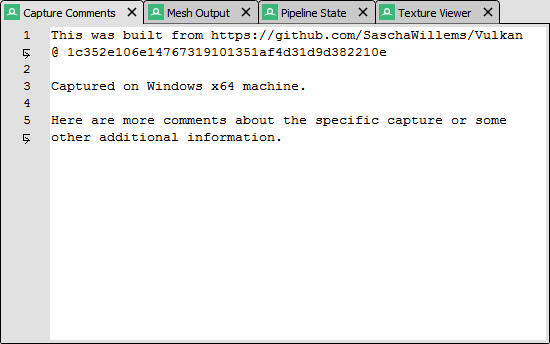 Capture Comments
Mesh Output
Pipeline State
Texture Viewer
1 This was built from https://github.com/SaschaWillems/Vulkan
@ 1c352e106e14767319101351af4d31d9d382210e
2
3 Captured on Windows x64 machine.
4
5 Here are more comments about the specific capture or some
other additional information.